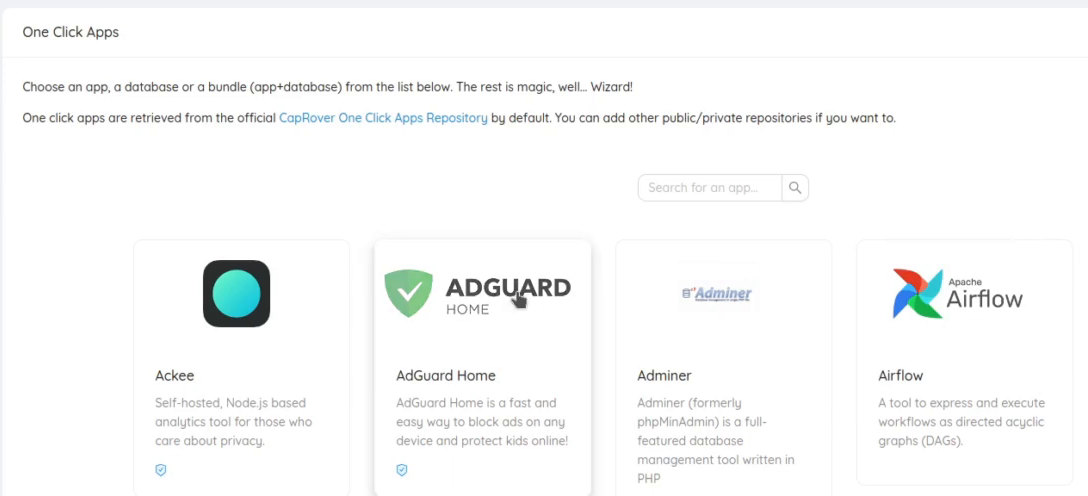 One Click Apps
Choose an app, a database or a bundle (app+database) from the list below. The rest is magic, well... Wizard!
One click apps are retrieved from the official CapRover One Click Apps Repository by default. You can add other public/private repositories if you want to.
Search for an app...
ADGUARD
HOME
Adminer
Apache
Airflow
Ackee
Self-hosted, Node.js based
analytics tool for those who
care about privacy.
AdGuard Home
AdGuard Home is a fast and
easy way to block ads on any
device and protect kids online!
Adminer
Adminer (formerly
phpMinAdmin) is a full-
featured database
management tool written in
PHP
Airflow
A tool to express and execute
workflows as directed acyclic
graphs (DAGs).